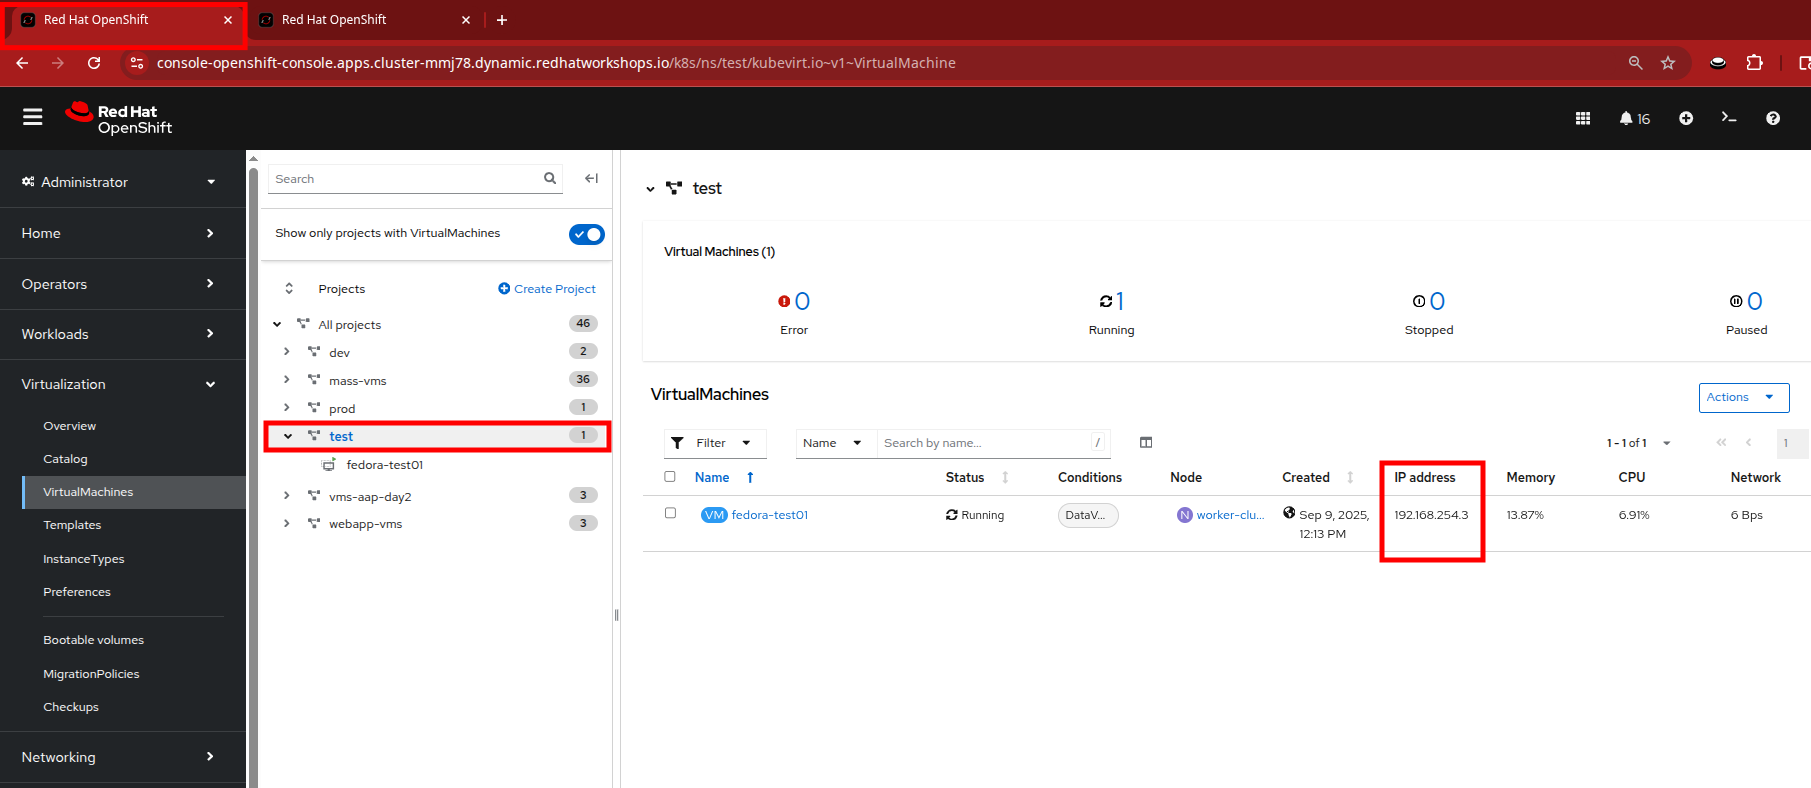 Red Hat OpenShift
Red Hat OpenShift
console-openshift-console.apps.cluster-mmj78.dynamic.redhatworkshops.io/k8s/ns/test/kubevirt.io~v1~VirtualMachine
Red Hat
OpenShift
16
Administrator
Home
Operators
Workloads
Virtualization
Overview
Catalog
VirtualMachines
Templates
InstanceTypes
Preferences
Bootable volumes
MigrationPolicies
Checkups
Networking
Search
Show only projects with VirtualMachines
Projects Create Project
All projects 46
dev 2
mass-vms 36
prod 1
test 1
fedora-test01
vms-aap-day2 3
webapp-vms 3
test
Virtual Machines (1)
0 1 0 0
Error Running Stopped Paused
VirtualMachines
Actions
Filter Name Search by name... / 1 - 1 of 1 1
Name Status Conditions Node Created IP address Memory CPU Network
VM fedora-test01 Running DataV... N worker-clu... Sep 9, 2025, 192.168.254.3 13.87% 6.91% 6 Bps
12:13 PM